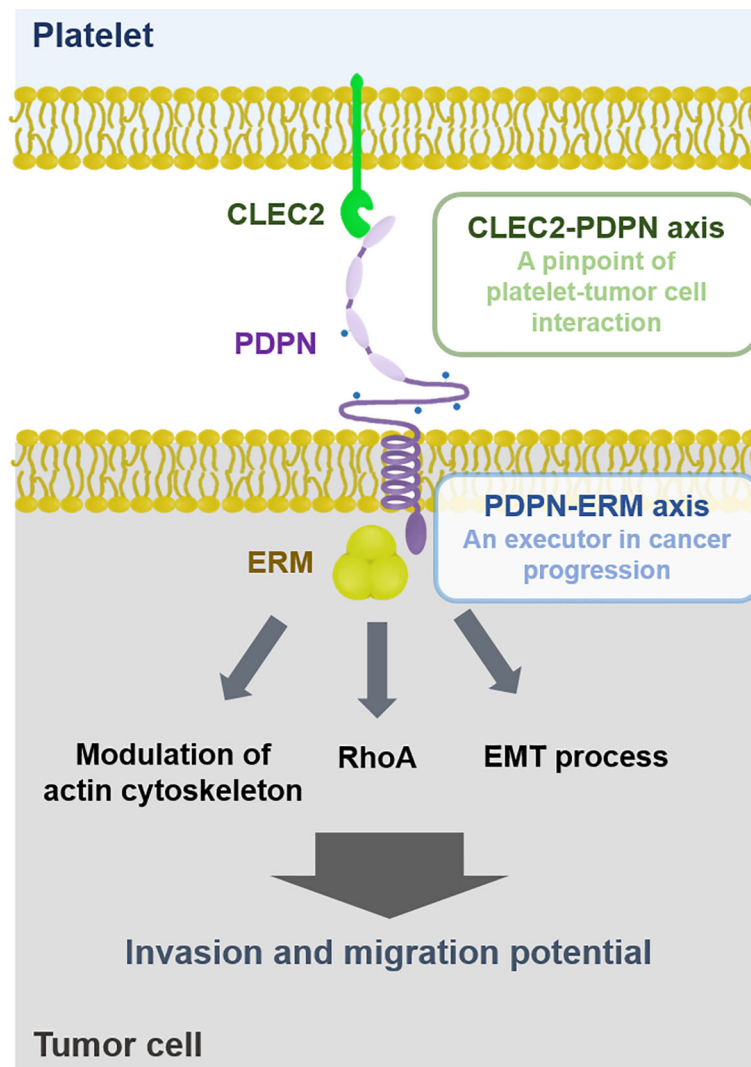 Platelet
CLEC2
CLEC2-PDPN axis
A pinpoint of
platelet-tumor cell
interaction
PDPN
PDPN-ERM axis
An executor in cancer
progression
ERM
Modulation of
actin cytoskeleton
RhoA
EMT process
Invasion and migration potential
Tumor cell